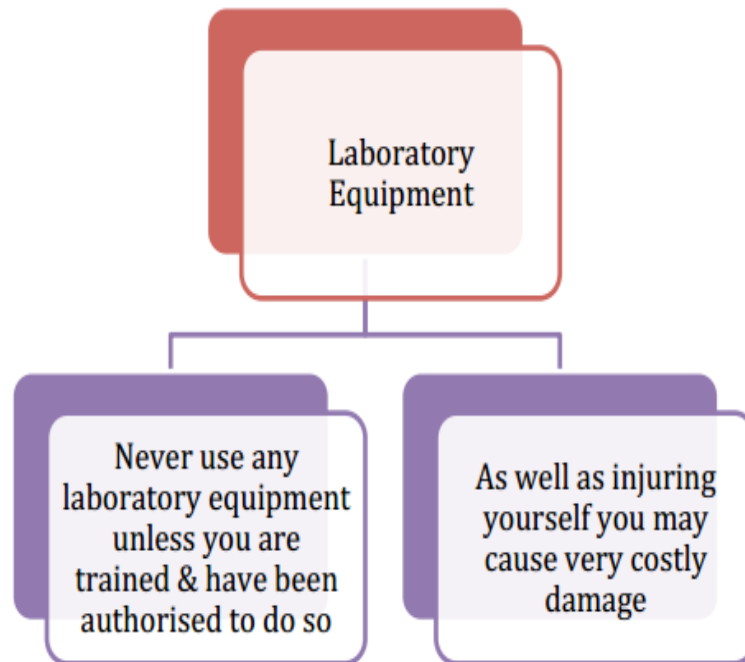 Laboratory
Equipment
Never use any
laboratory equipment
unless you are
trained & have been
authorised to do so
As well as injuring
yourself you may
cause very costly
damage